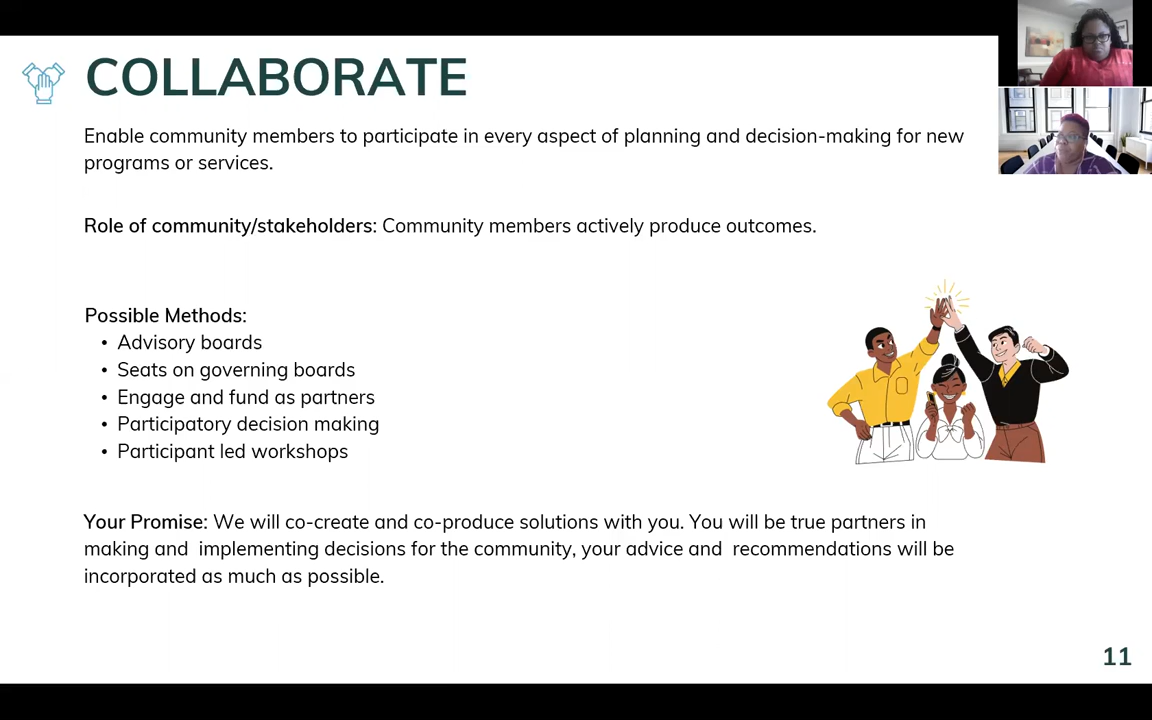 COLLABORATE
Enable community members to participate in every aspect of planning and decision-making for new
programs or services.
Role of community/stakeholders: Community members actively produce outcomes.
Possible Methods:
• Advisory boards
• Seats on governing boards
• Engage and fund as partners
• Participatory decision making
• Participant led workshops
Your Promise: We will co-create and co-produce solutions with you. You will be true partners in
making and  implementing decisions for the community, your advice and  recommendations will be
incorporated as much as possible.
11